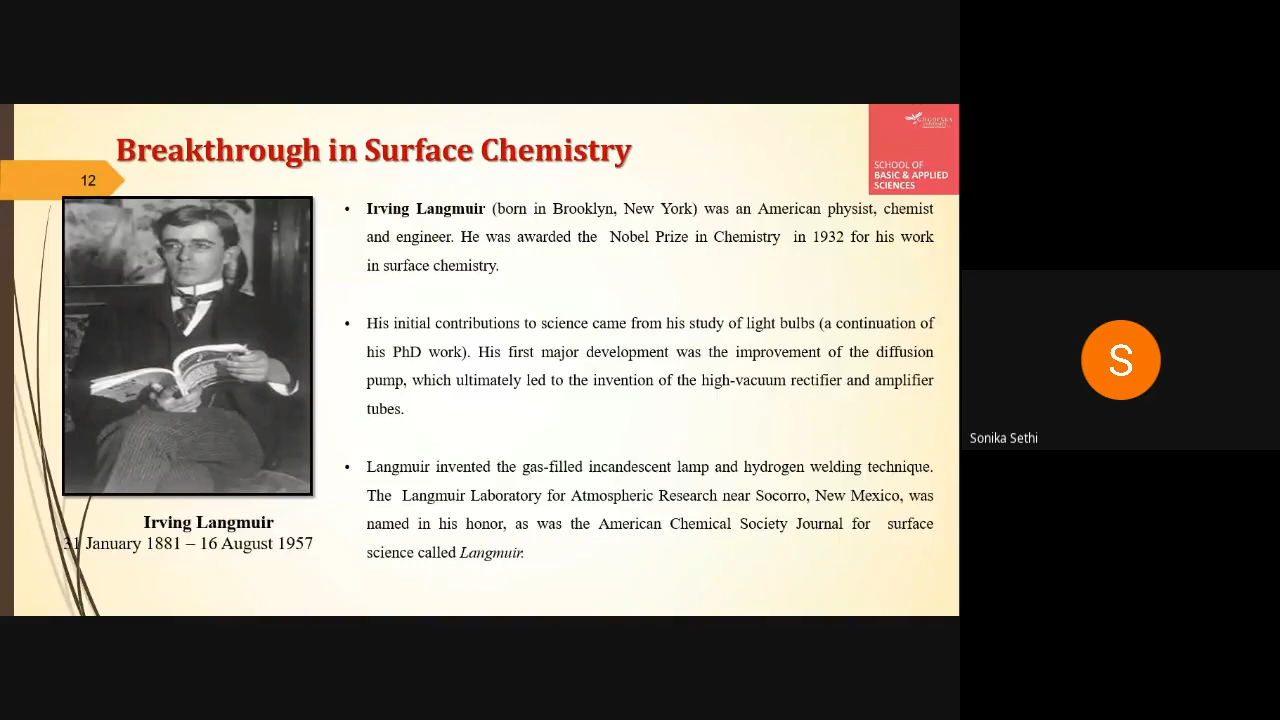 Breakthrough in Surface Chemistry
SCHOOL OF
BASIC & APPLIED
SCIENCES
12
• Irving Langmuir (born in Brooklyn, New York) was an American physist, chemist
and engineer. He was awarded the Nobel Prize in Chemistry in 1932 for his work
in surface chemistry.
• His initial contributions to science came from his study of light bulbs (a continuation of
his PhD work). His first major development was the improvement of the diffusion
pump, which ultimately led to the invention of the high-vacuum rectifier and amplifier
tubes.
• Langmuir invented the gas-filled incandescent lamp and hydrogen welding technique.
The Langmuir Laboratory for Atmospheric Research near Socorro, New Mexico, was
named in his honor, as was the American Chemical Society Journal for surface
science called Langmuir.
Irving Langmuir
31 January 1881 – 16 August 1957
S
Sonika Sethi